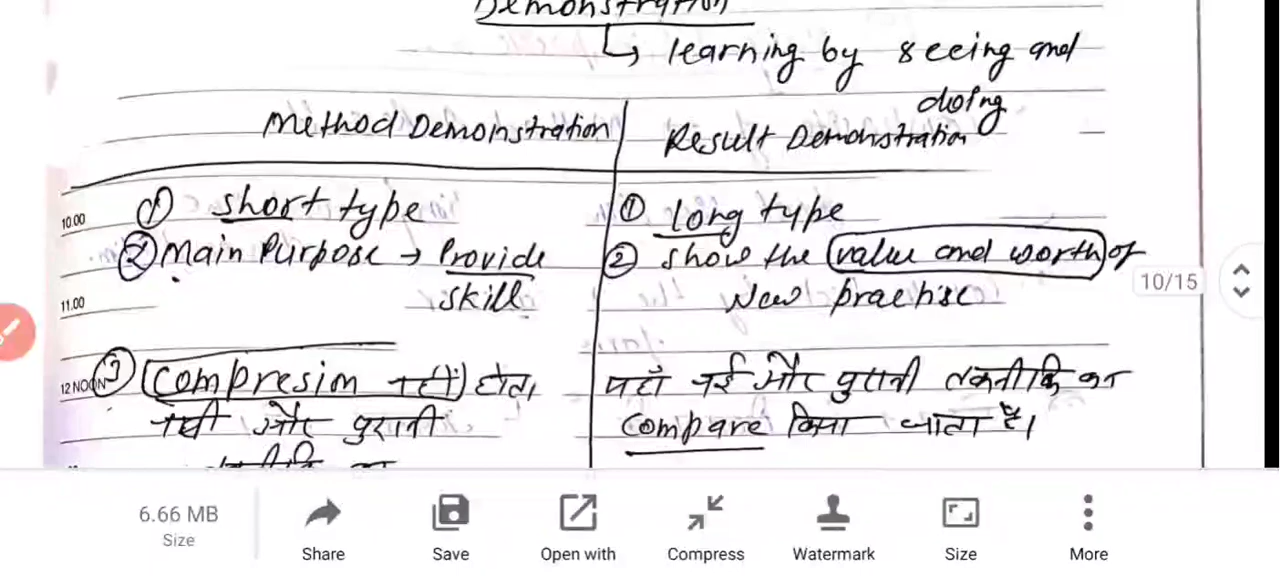 Demonstration
↳ learning by seeing and
doing
Method Demonstration
Result Demonstration
10.00
① short type
① long type
② Main Purpose → Provide
skill
② show the value and worth of
New practise
10/15
11.00
12 NOON
③ Compresion नही होता
नयी और पुरानी
यहाँ नई और पुरानी तकनीकि का
Compare किया जाता है।
6.66 MB
Size
Share
Save
Open with
Compress
Watermark
Size
More